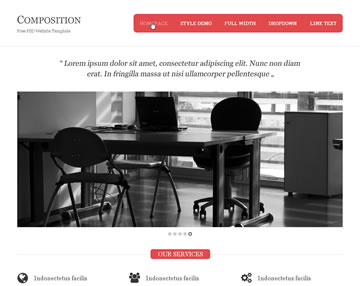 COMPOSITION
Free PSD Website Template
HOMEPAGE STYLE DEMO FULL WIDTH DROPDOWN LINK TEXT
“ Lorem ipsum dolor sit amet, consectetur adipiscing elit. Nunc non diam
erat. In fringilla massa ut nisi ullamcorper pellentesque „
OUR SERVICES
Indonectetus facilis Indonectetus facilis Indonectetus facilis